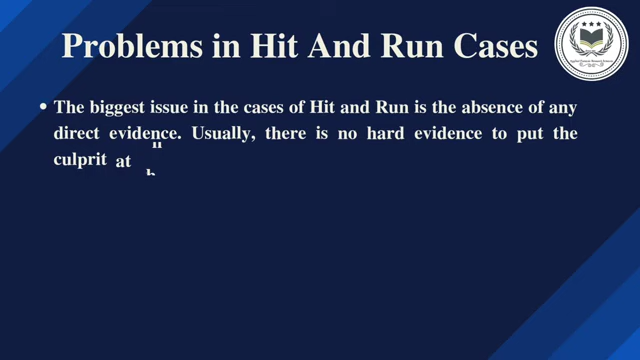 Problems in Hit And Run Cases
• The biggest issue in the cases of Hit and Run is the absence of any
direct evidence. Usually, there is no hard evidence to put the
culprit at